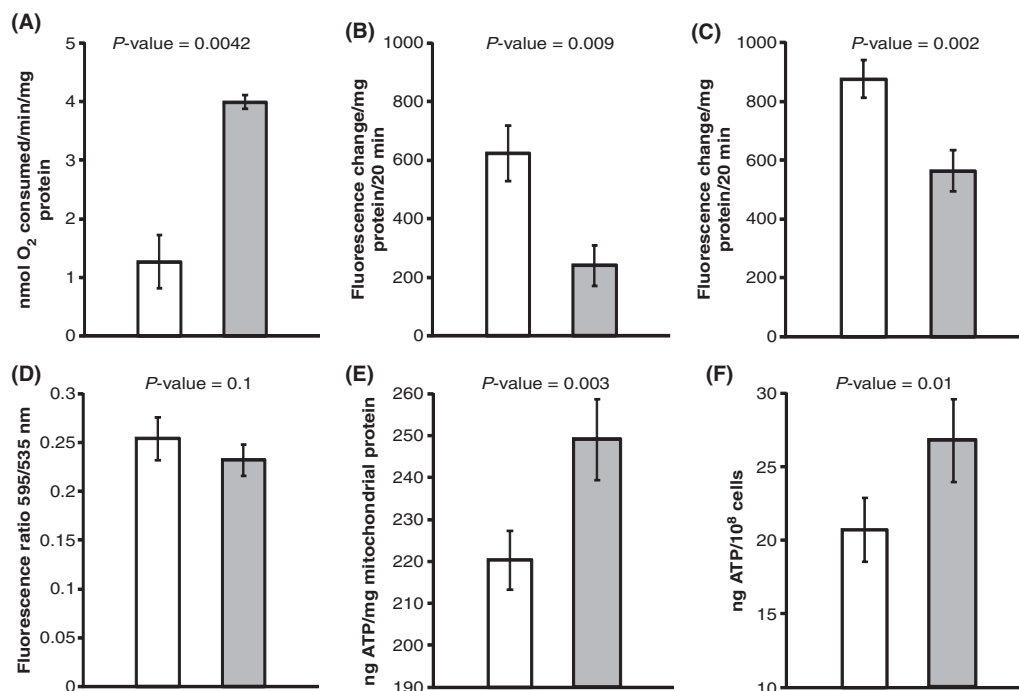 (A)
P-value = 0.0042
nmol O2 consumed/min/mg
protein
5
4
3
2
1
0
(B)
P-value = 0.009
Fluorescence change/mg
protein/20 min
1000
800
600
400
200
0
(C)
P-value = 0.002
Fluorescence change/mg
protein/20 min
1000
800
600
400
200
0
(D)
P-value = 0.1
Fluorescence ratio 595/535 nm
0.3
0.25
0.2
0.15
0.1
0.05
0
(E)
P-value = 0.003
ng ATP/mg mitochondrial protein
260
250
240
230
220
210
200
190
(F)
P-value = 0.01
ng ATP/10⁸ cells
30
25
20
15
10